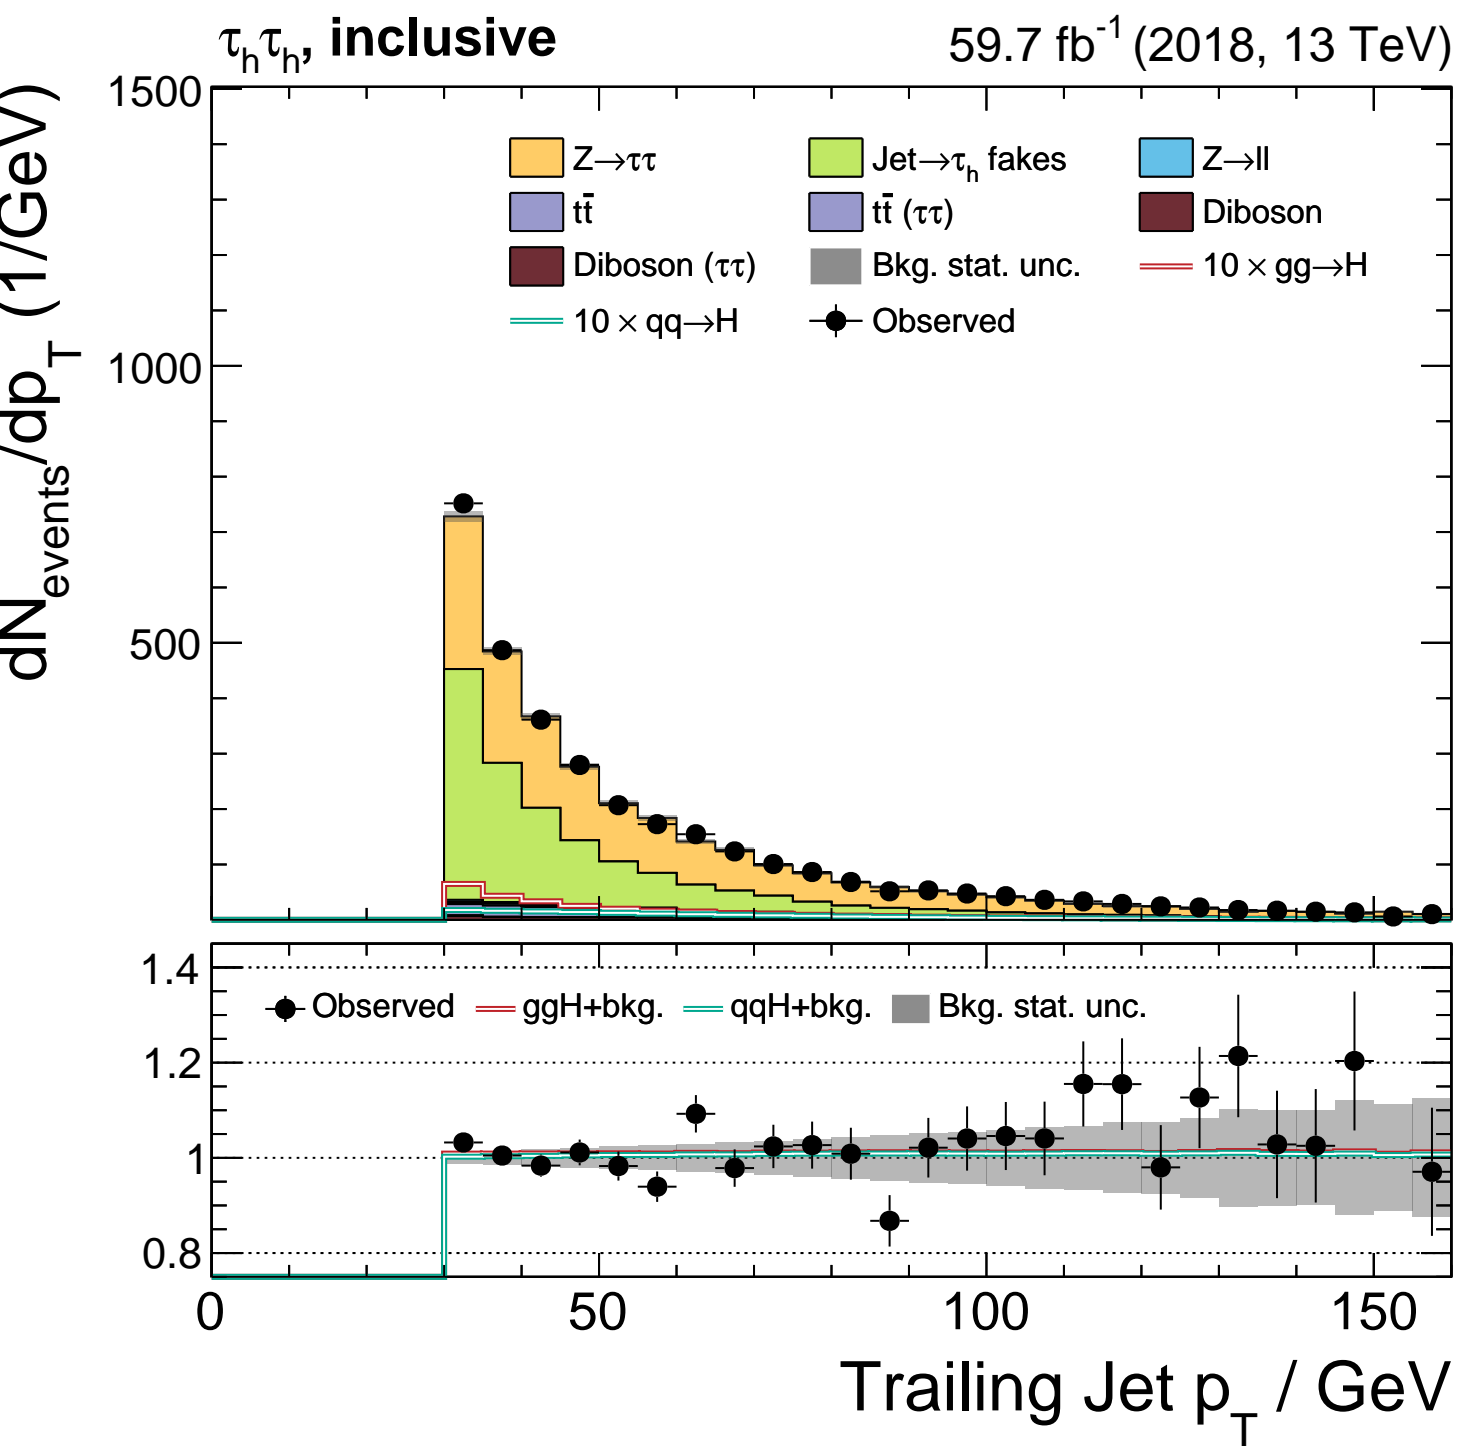 τhτh, inclusive 59.7 fb-1 (2018, 13 TeV)
dNevents/dpT (1/GeV)
1500
1000
500
Z→ττ Jet→τh fakes Z→ll
tt̄ tt̄ (ττ) Diboson
Diboson (ττ) Bkg. stat. unc. 10 × gg→H
10 × qq→H Observed
1.4
1.2
1
0.8
Observed ggH+bkg. qqH+bkg. Bkg. stat. unc.
0 50 100 150
Trailing Jet pT / GeV